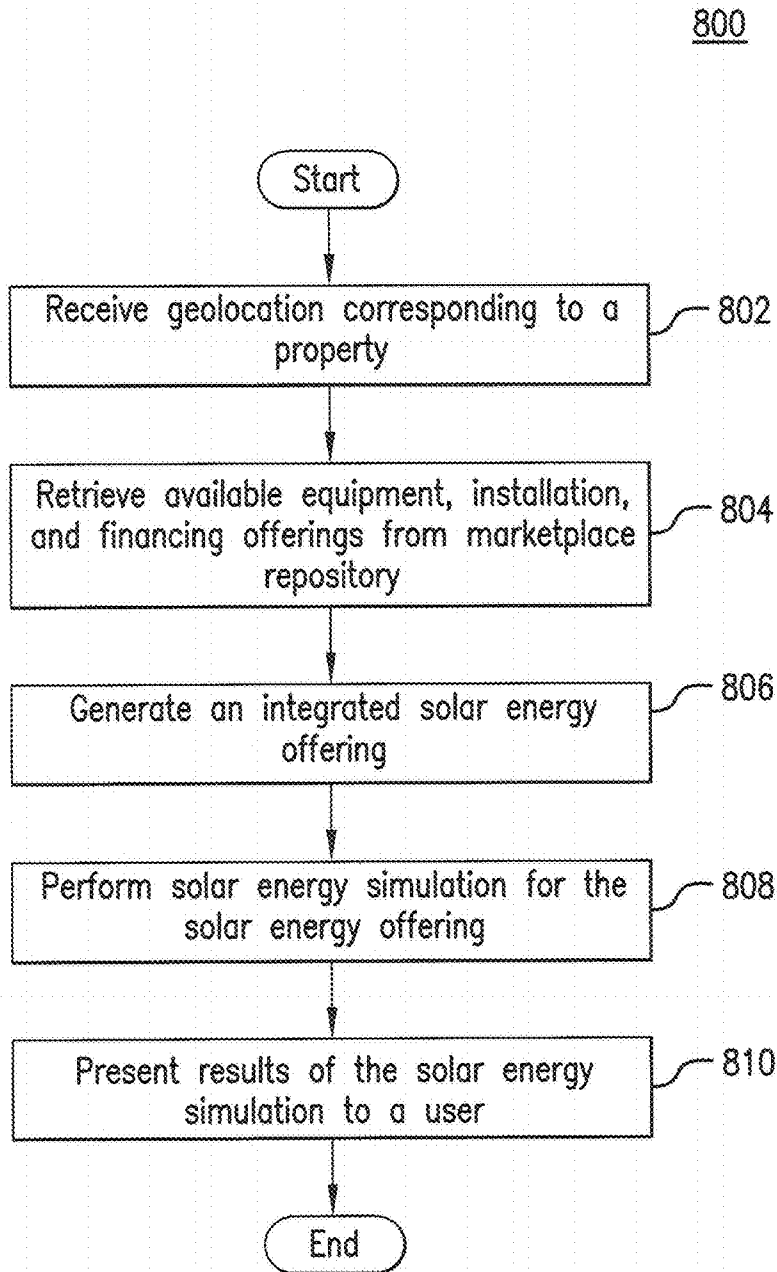 800
Start
Receive geolocation corresponding to a
property
802
Retrieve available equipment, installation,
and financing offerings from marketplace
repository
804
Generate an integrated solar energy
offering
806
Perform solar energy simulation for the
solar energy offering
808
Present results of the solar energy
simulation to a user
810
End